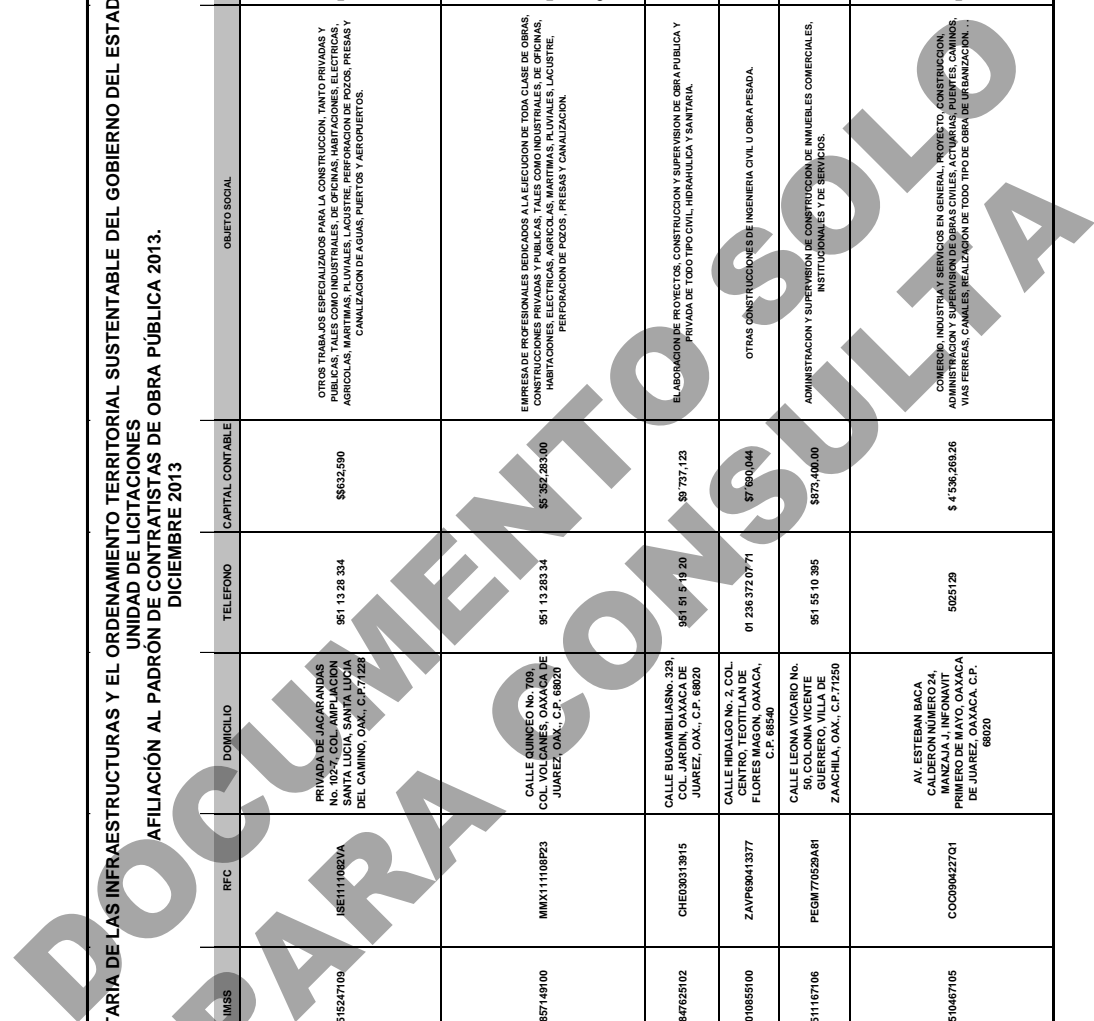 TARIA DE LAS INFRAESTRUCTURAS Y EL ORDENAMIENTO TERRITORIAL SUSTENTABLE DEL GOBIERNO DEL ESTAD
UNIDAD DE LICITACIONES
AFILIACIÓN AL PADRÓN DE CONTRATISTAS DE OBRA PÚBLICA 2013.
DICIEMBRE 2013
IMSS
RFC
DOMICILIO
TELEFONO
CAPITAL CONTABLE
OBJETO SOCIAL
515247109
ISE1111082VA
PRIVADA DE JACARANDAS
No. 102-7, COL. AMPLIACION
SANTA LUCIA, SANTA LUCIA
DEL CAMINO, OAX., C.P.71228
951 13 28 334
$$632,590
OTROS TRABAJOS ESPECIALIZADOS PARA LA CONSTRUCCION, TANTO PRIVADAS Y
PUBLICAS, TALES COMO INDUSTRIALES, DE OFICINAS, HABITACIONES, ELECTRICAS,
AGRICOLAS, MARITIMAS, PLUVIALES, LACUSTRE, PERFORACION DE POZOS, PRESAS Y
CANALIZACION DE AGUAS, PUERTOS Y AEROPUERTOS.
857149100
MMX111108P23
CALLE QUINCEO No. 709,
COL. VOLCANES, OAXACA DE
JUAREZ, OAX., C.P. 68020
951 13 283 34
$5´352,283.00
EMPRESA DE PROFESIONALES DEDICADOS A LA EJECUCION DE TODA CLASE DE OBRAS,
CONSTRUCCIONES PRIVADAS Y PUBLICAS, TALES COMO INDUSTRIALES, DE OFICINAS,
HABITACIONES, ELECTRICAS, AGRICOLAS, MARITIMAS, PLUVIALES, LACUSTRE,
PERFORACION DE POZOS , PRESAS Y CANALIZACION.
847625102
CHE030313915
CALLE BUGAMBILIASNo. 329,
COL. JARDIN, OAXACA DE
JUAREZ, OAX., C.P. 68020
951 51 5 19 20
$9´737,123
ELABORACION DE PROYECTOS, CONSTRUCCION Y SUPERVISION DE OBRA PUBLICA Y
PRIVADA DE TODO TIPO CIVIL, HIDRAHULICA Y SANITARIA.
010855100
ZAVP690413377
CALLE HIDALGO No. 2, COL.
CENTRO, TEOTITLAN DE
FLORES MAGON, OAXACA,
C.P. 68540
01 236 372 07 71
$7´690,044
OTRAS CONSTRUCCIONES DE INGENIERIA CIVIL U OBRA PESADA.
511167106
PEGM770529A81
CALLE LEONA VICARIO No.
50, COLONIA VICENTE
GUERRERO, VILLA DE
ZAACHILA, OAX., C.P.71250
951 55 10 395
$873,400.00
ADMINISTRACION Y SUPERVISION DE CONSTRUCCION DE INMUEBLES COMERCIALES,
INSTITUCIONALES Y DE SERVICIOS.
510467105
COC0904227Q1
AV. ESTEBAN BACA
CALDERON NÚMERO 24,
MANZAJA J, INFONAVIT
PRIMERO DE MAYO, OAXACA
DE JUAREZ, OAXACA. C.P.
68020
5025129
$ 4´536,269.26
COMERCIO, INDUSTRIA Y SERVICIOS EN GENERAL, PROYECTO, CONSTRUCCION,
ADMINISTRACION Y SUPERVISION DE OBRAS CIVILES, ACTUARIAS, PUENTES, CAMINOS,
VIAS FERREAS, CANALES, REALIZACION DE TODO TIPO DE OBRA DE URBANIZACION. . .
DOCUMENTO SOLO
PARA CONSULTA